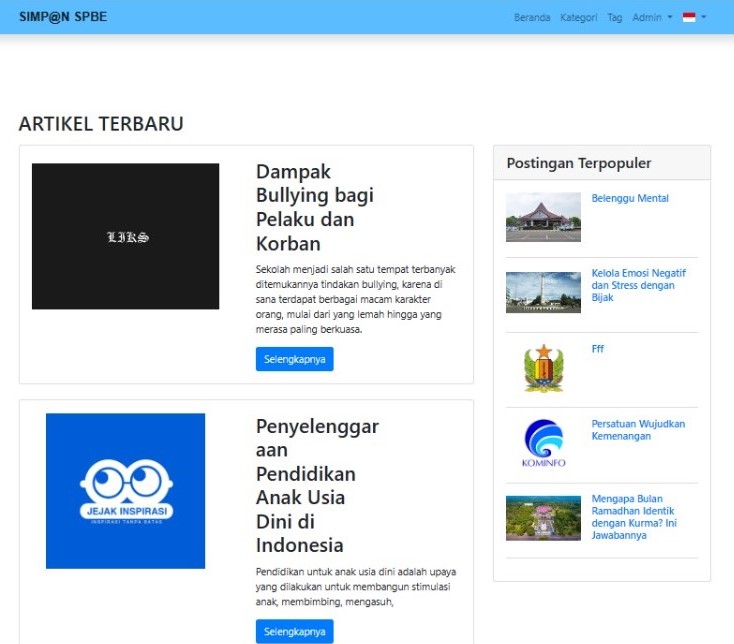 SIMP@N SPBE
Beranda Kategori Tag Admin
ARTIKEL TERBARU
LIKS
Dampak
Bullying bagi
Pelaku dan
Korban
Sekolah menjadi salah satu tempat terbanyak
ditemukannya tindakan bullying, karena di
sana terdapat berbagai macam karakter
orang, mulai dari yang lemah hingga yang
merasa paling berkuasa.
Selengkapnya
JEJAK INSPIRASI
INSPIRASI TANPA BATAS
Penyelenggar
aan
Pendidikan
Anak Usia
Dini di
Indonesia
Pendidikan untuk anak usia dini adalah upaya
yang dilakukan untuk membangun stimulasi
anak, membimbing, mengasuh,
Selengkapnya
Postingan Terpopuler
Belenggu Mental
Kelola Emosi Negatif
dan Stress dengan
Bijak
Fff
KOMINFO
Persatuan Wujudkan
Kemenangan
Mengapa Bulan
Ramadhan Identik
dengan Kurma? Ini
Jawabannya